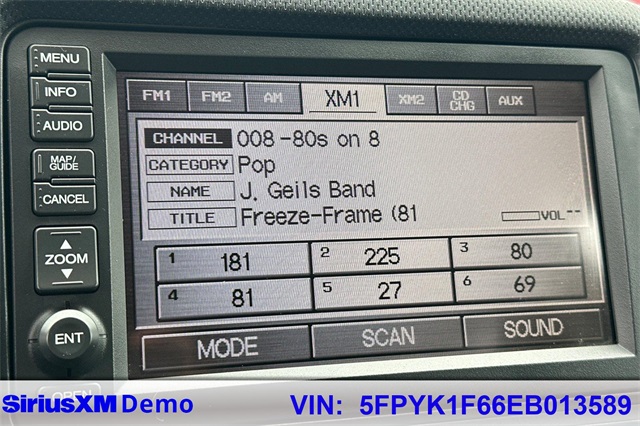 MENU
INFO
AUDIO
MAP/
GUIDE
CANCEL
ZOOM
ENT
OPEN
FM1 FM2 AM XM1 XM2 CD CHG AUX
CHANNEL 008-80s on 8
CATEGORY Pop
NAME J. Geils Band
TITLE Freeze-Frame (81 VOL--
1 181 2 225 3 80
4 81 5 27 6 69
MODE SCAN SOUND
SiriusXM Demo VIN: 5FPYK1F66EB013589